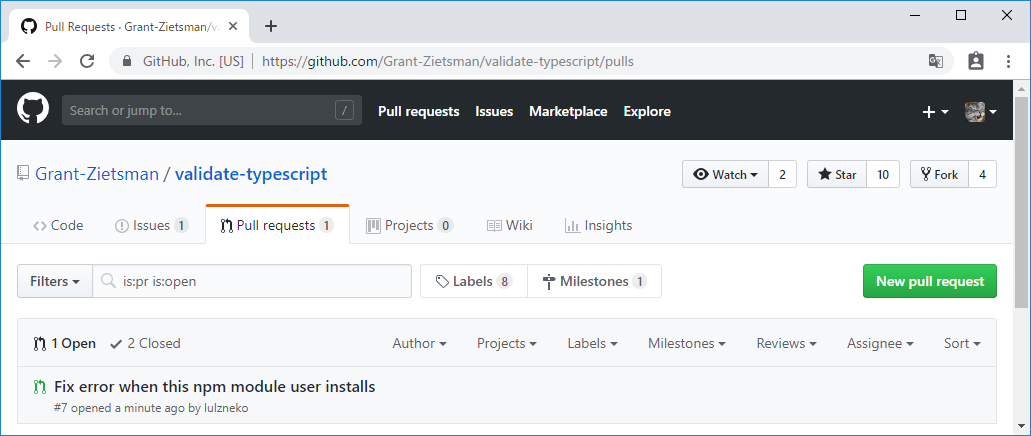 Pull Requests · Grant-Zietsman/v
GitHub, Inc. [US] | https://github.com/Grant-Zietsman/validate-typescript/pulls
Search or jump to... / Pull requests Issues Marketplace Explore
Grant-Zietsman / validate-typescript Watch 2 Star 10 Fork 4
Code Issues 1 Pull requests 1 Projects 0 Wiki Insights
Filters is:pr is:open Labels 8 Milestones 1 New pull request
1 Open 2 Closed Author Projects Labels Milestones Reviews Assignee Sort
Fix error when this npm module user installs
#7 opened a minute ago by lulzneko